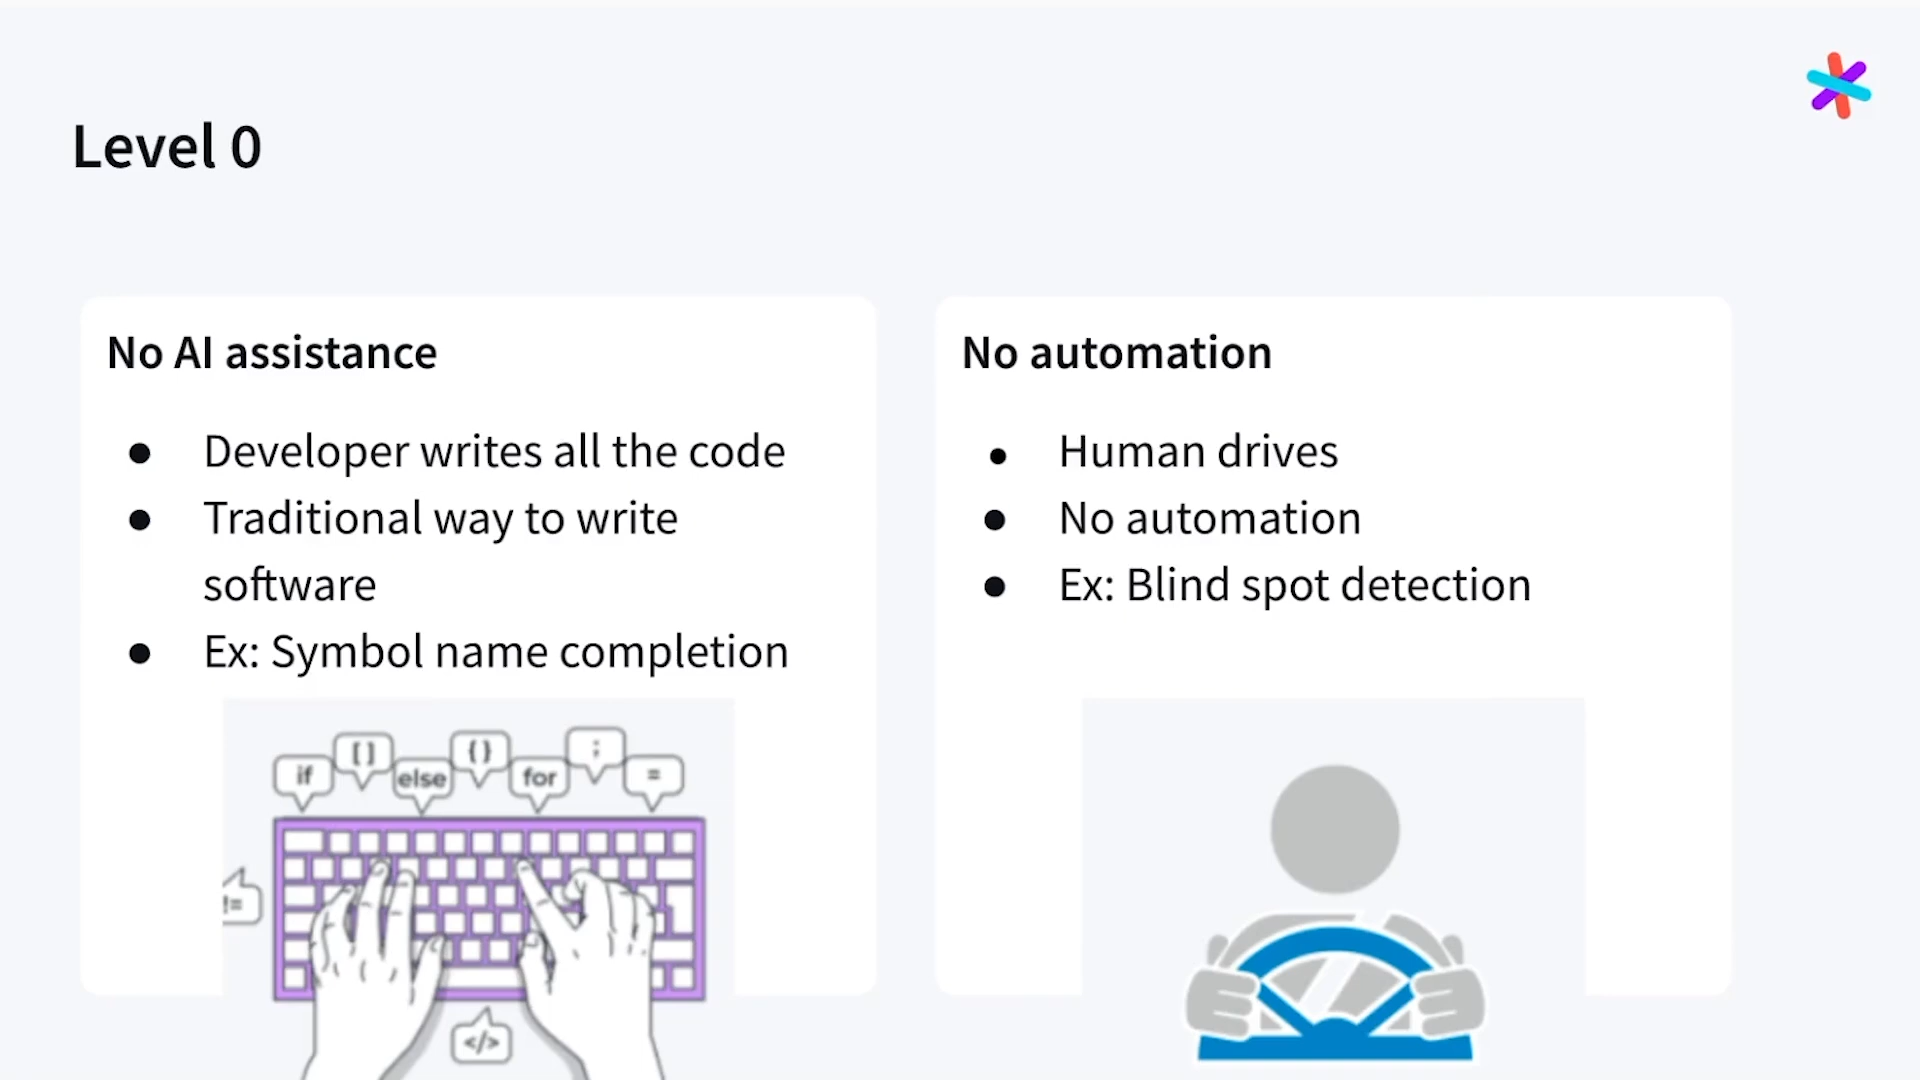 Level 0
No AI assistance
● Developer writes all the code
● Traditional way to write
software
● Ex: Symbol name completion
if
[ ]
else
{ }
for
;
=
!=
</>
No automation
● Human drives
● No automation
● Ex: Blind spot detection